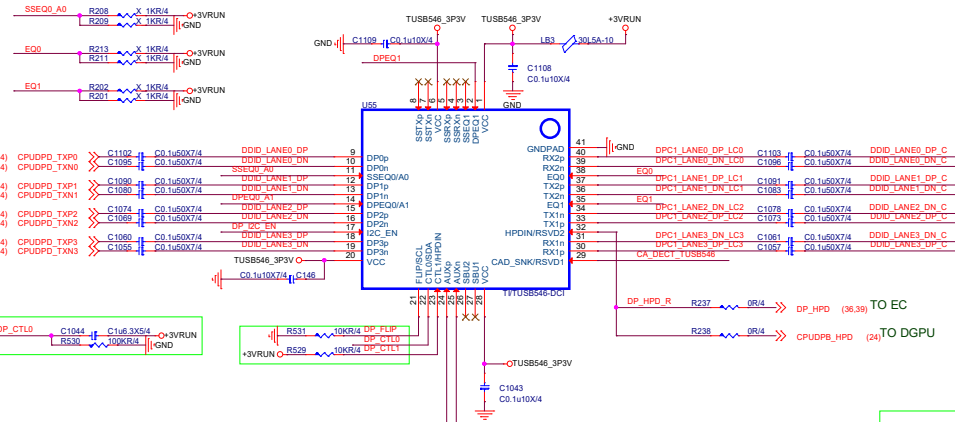 SSEQ0_A0
R208 X_1KR/4 +3VRUN
R209 X_1KR/4 GND
EQ0
R213 X_1KR/4 +3VRUN
R211 X_1KR/4 GND
EQ1
R202 X_1KR/4 +3VRUN
R201 X_1KR/4 GND
TUSB546_3P3V
TUSB546_3P3V
+3VRUN
GND C1109 C0.1u10X/4
LB3 30L5A-10
DPEQ1
C1108
C0.1u10X/4
GND
U55
8 7 6 5 4 3 2 1
SSTXp
SSTXn
VCC
SSRXp
SSRXn
SSEQ1
DPEQ1
VCC
4) CPUDPD_TXP0 C1102 C0.1u50X7/4 DDID_LANE0_DP 9 DP0p
4) CPUDPD_TXN0 C1095 C0.1u50X7/4 DDID_LANE0_DN 10 DP0n
SSEQ0_A0 11 SSEQ0/A0
4) CPUDPD_TXP1 C1090 C0.1u50X7/4 DDID_LANE1_DP 12 DP1p
4) CPUDPD_TXN1 C1080 C0.1u50X7/4 DDID_LANE1_DN 13 DP1n
DPEQ0_A1 14 DPEQ0/A1
4) CPUDPD_TXP2 C1074 C0.1u50X7/4 DDID_LANE2_DP 15 DP2p
4) CPUDPD_TXN2 C1069 C0.1u50X7/4 DDID_LANE2_DN 16 DP2n
DP_I2C_EN 17 I2C_EN
4) CPUDPD_TXP3 C1060 C0.1u50X7/4 DDID_LANE3_DP 18 DP3p
4) CPUDPD_TXN3 C1055 C0.1u50X7/4 DDID_LANE3_DN 19 DP3n
TUSB546_3P3V 20 VCC
C0.1u10X7/4 C146
GNDPAD 41 GND
RX2p 40 DPC1_LANE0_DP_LC0 C1103 C0.1u50X7/4 DDID_LANE0_DP_C
RX2n 39 DPC1_LANE0_DN_LC0 C1096 C0.1u50X7/4 DDID_LANE0_DN_C
EQ0 38 EQ0
TX2p 37 DPC1_LANE1_DP_LC1 C1091 C0.1u50X7/4 DDID_LANE1_DP_C
TX2n 36 DPC1_LANE1_DN_LC1 C1083 C0.1u50X7/4 DDID_LANE1_DN_C
EQ1 35 EQ1
TX1n 34 DPC1_LANE2_DN_LC2 C1078 C0.1u50X7/4 DDID_LANE2_DN_C
TX1p 33 DPC1_LANE2_DP_LC2 C1073 C0.1u50X7/4 DDID_LANE2_DP_C
HPDIN/RSVD2 32
RX1n 31 DPC1_LANE3_DN_LC3 C1061 C0.1u50X7/4 DDID_LANE3_DN_C
RX1p 30 DPC1_LANE3_DP_LC3 C1057 C0.1u50X7/4 DDID_LANE3_DP_C
CAD_SNK/RSVD1 29 CA_DECT_TUSB546
FLIP/SCL
CTL0/SDA
CTL1/HPDIN
AUXp
AUXn
SBU2
SBU1
VCC
21 22 23 24 25 26 27 28
TI/TUSB546-DCI
DP_HPD_R R237 0R/4 DP_HPD (36,39) TO EC
R238 0R/4 CPUDPB_HPD (24) TO DGPU
DP_CTL0 C1044 C1u6.3X5/4 +3VRUN
R530 100KR/4 GND
R531 10KR/4 DP_FLIP
DP_CTL0
+3VRUN R529 10KR/4 DP_CTL1
TUSB546_3P3V
C1043
C0.1u10X/4